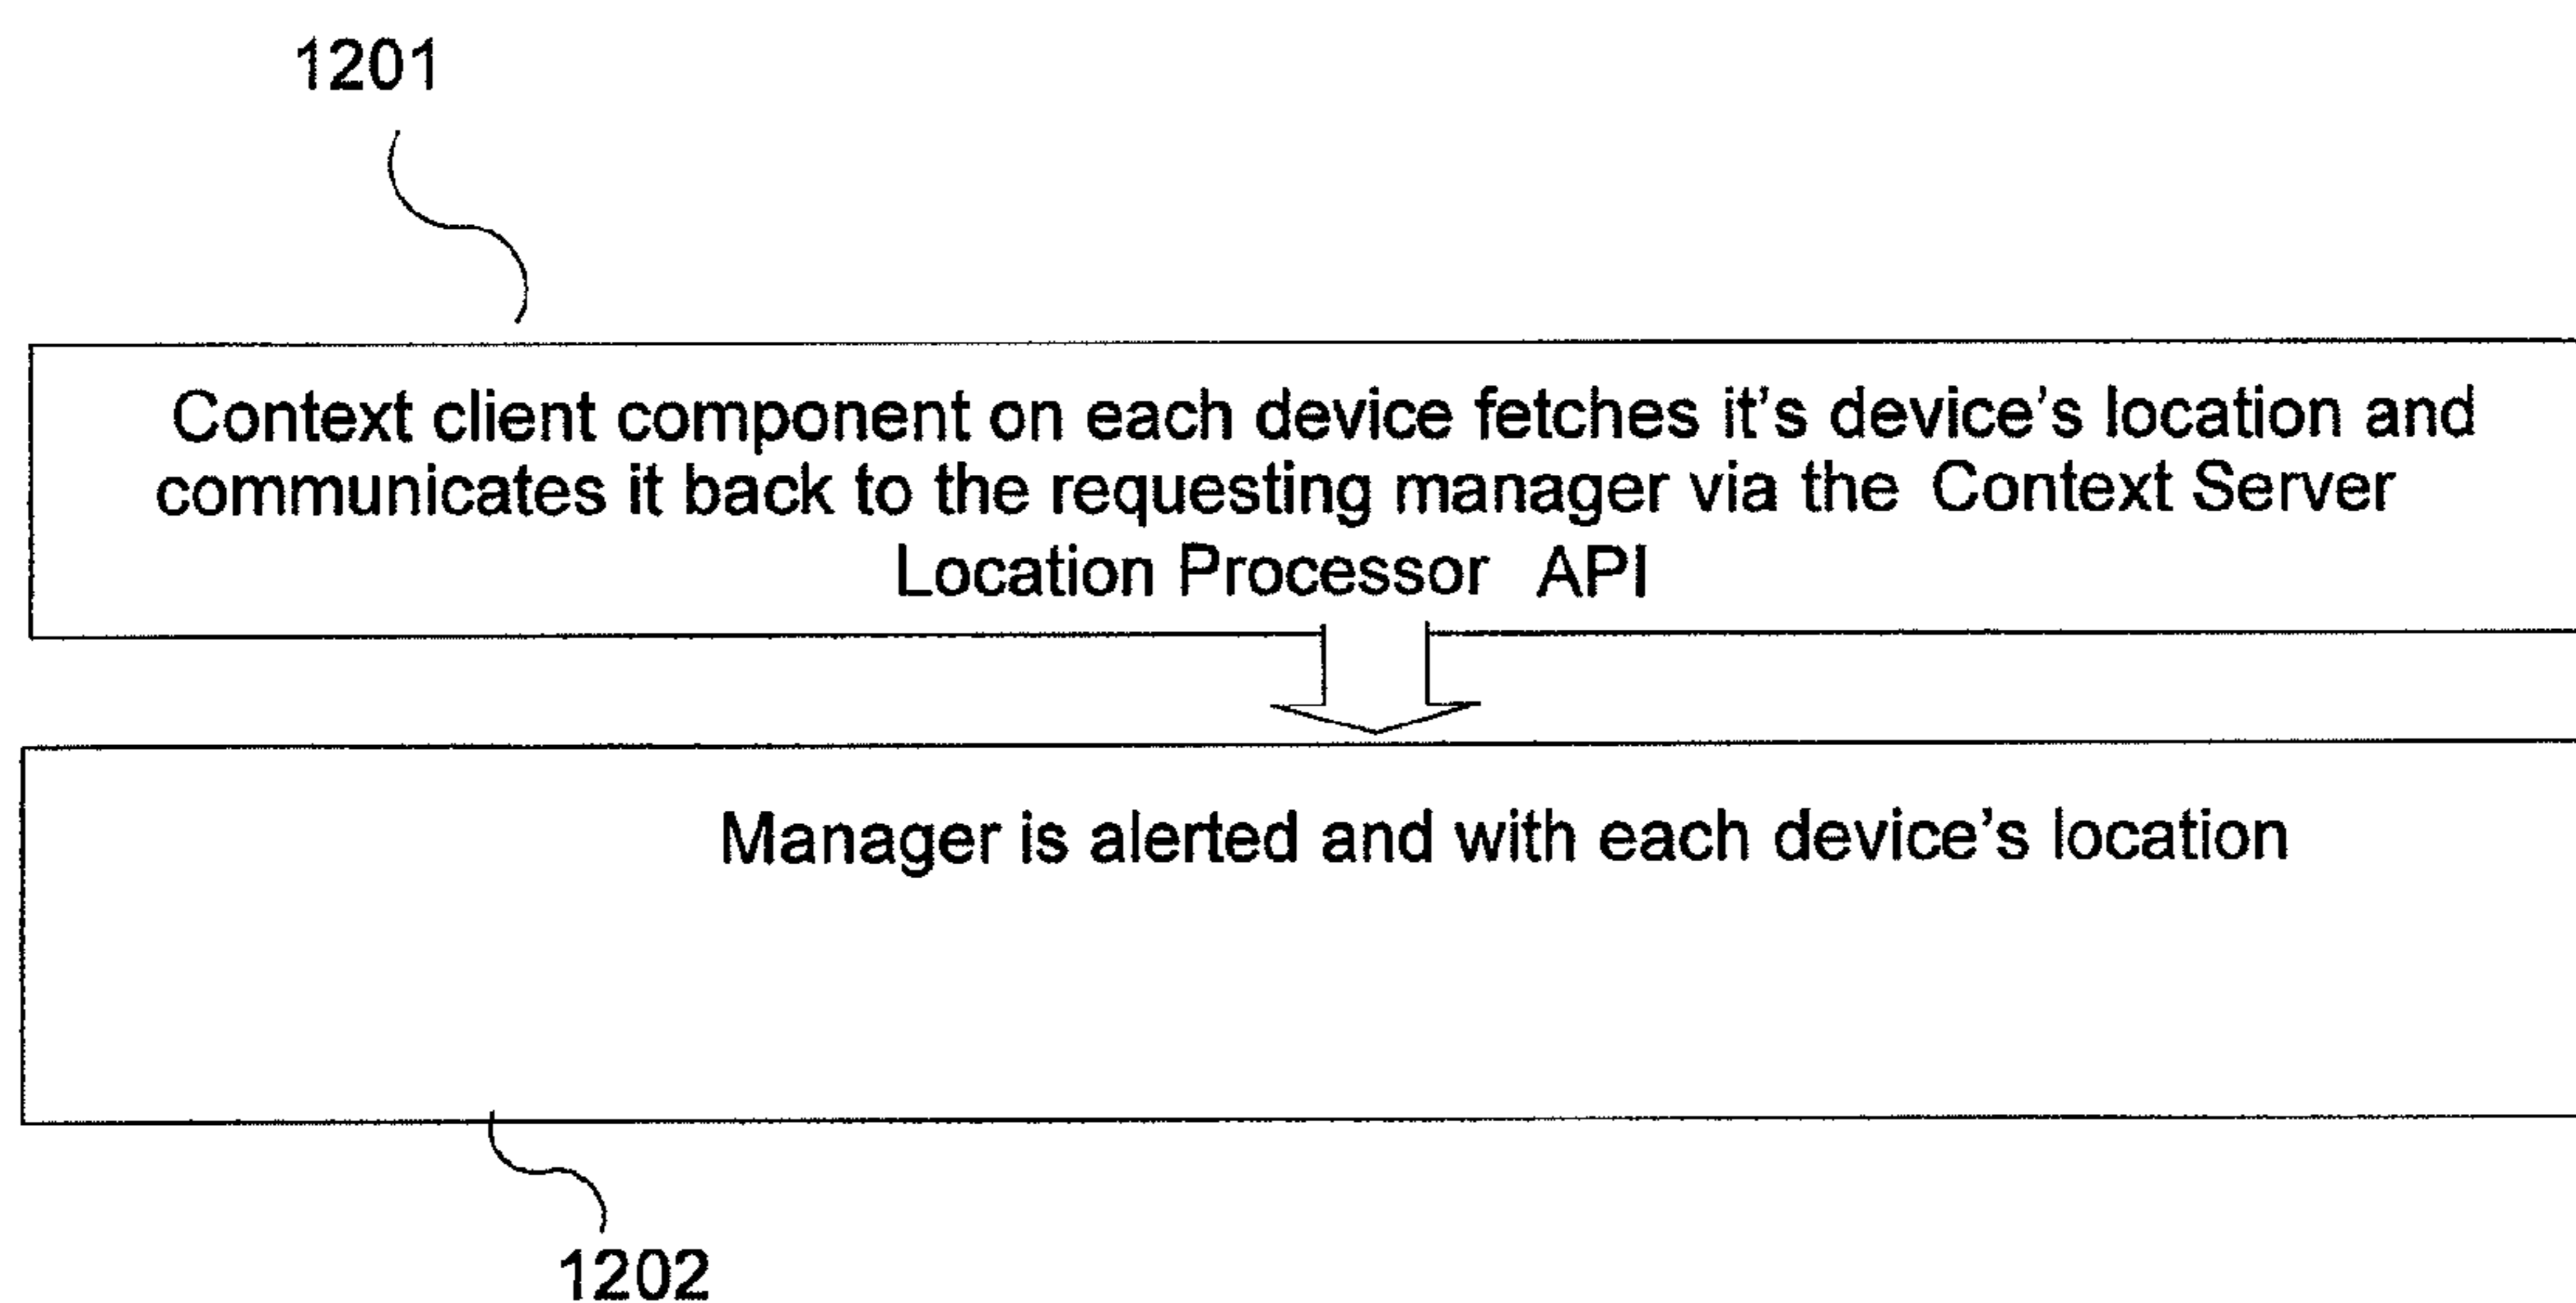 1201
Context client component on each device fetches it's device's location and
communicates it back to the requesting manager via the Context Server
Location Processor API
Manager is alerted and with each device's location
1202